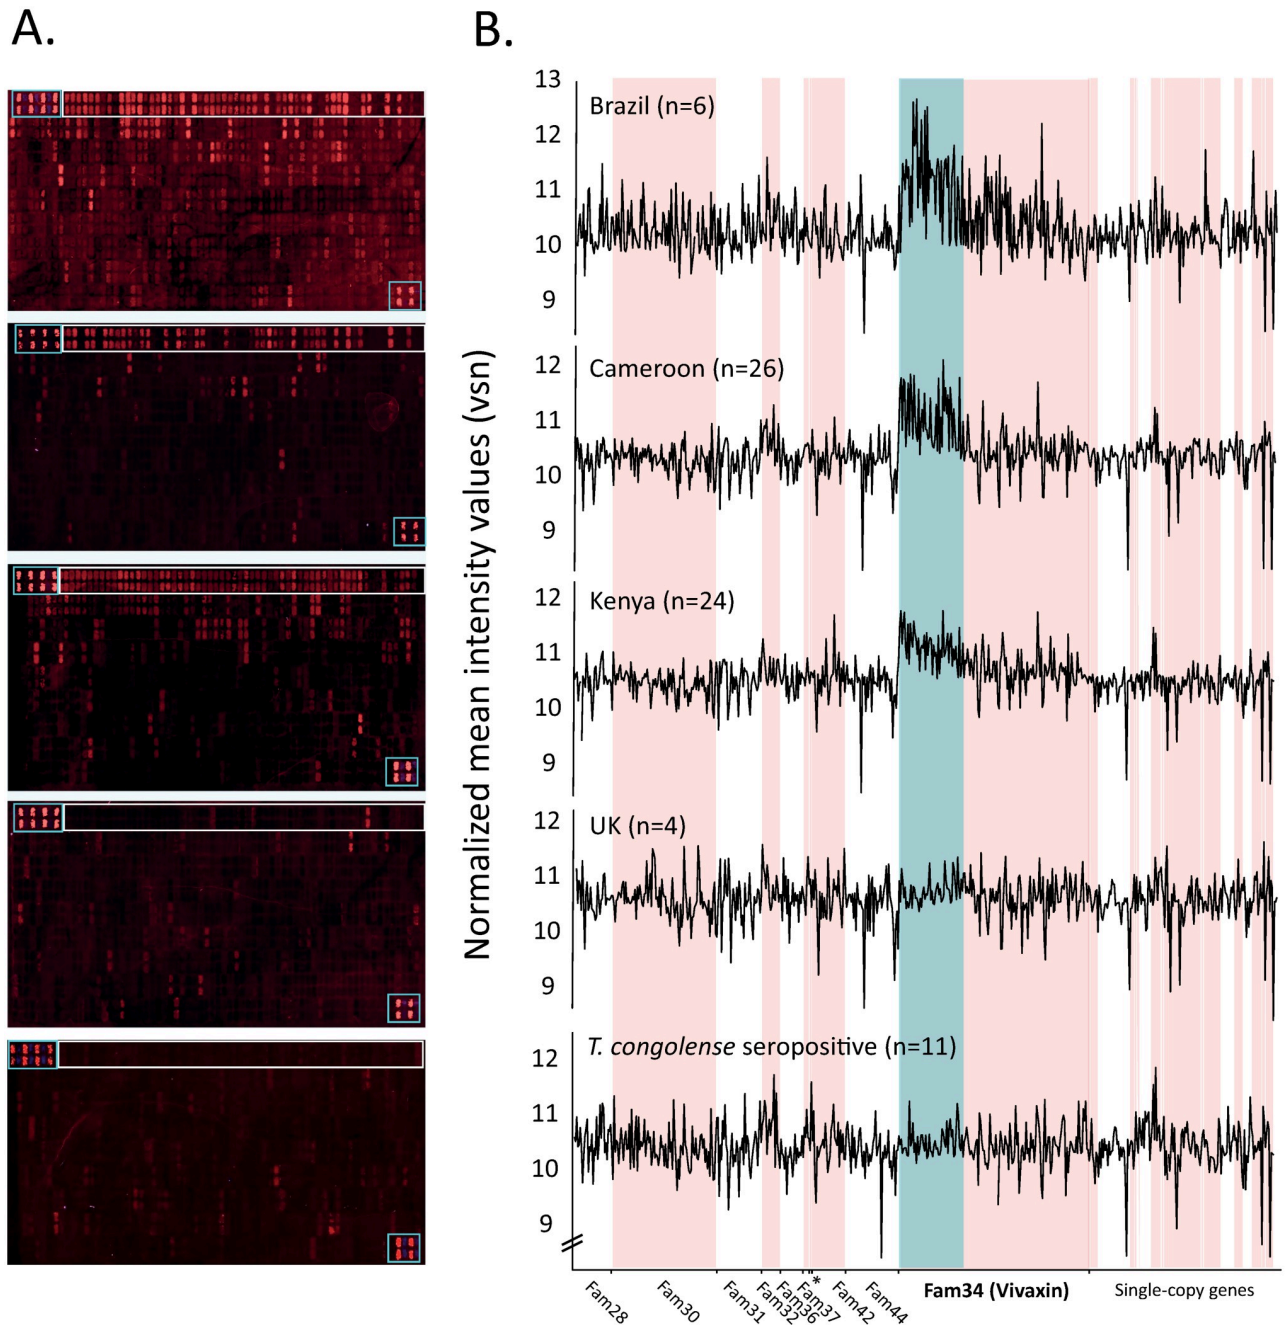 A.
B.
Normalized mean intensity values (vsn)
13
12
11
10
9
Brazil (n=6)
12
11
10
9
Cameroon (n=26)
12
11
10
9
Kenya (n=24)
12
11
10
9
UK (n=4)
12
11
10
9
T. congolense seropositive (n=11)
Fam28
Fam30
Fam31
Fam32
Fam36
*
Fam37
Fam42
Fam44
Fam34 (Vivaxin)
Single-copy genes